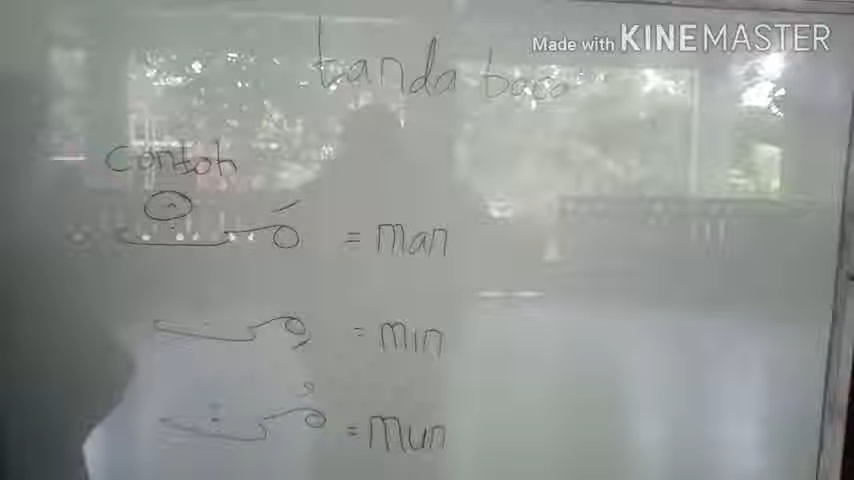 Made with KINEMASTER
tanda baca
Contoh
مَنْ = man
مِن = min
مُن = mun